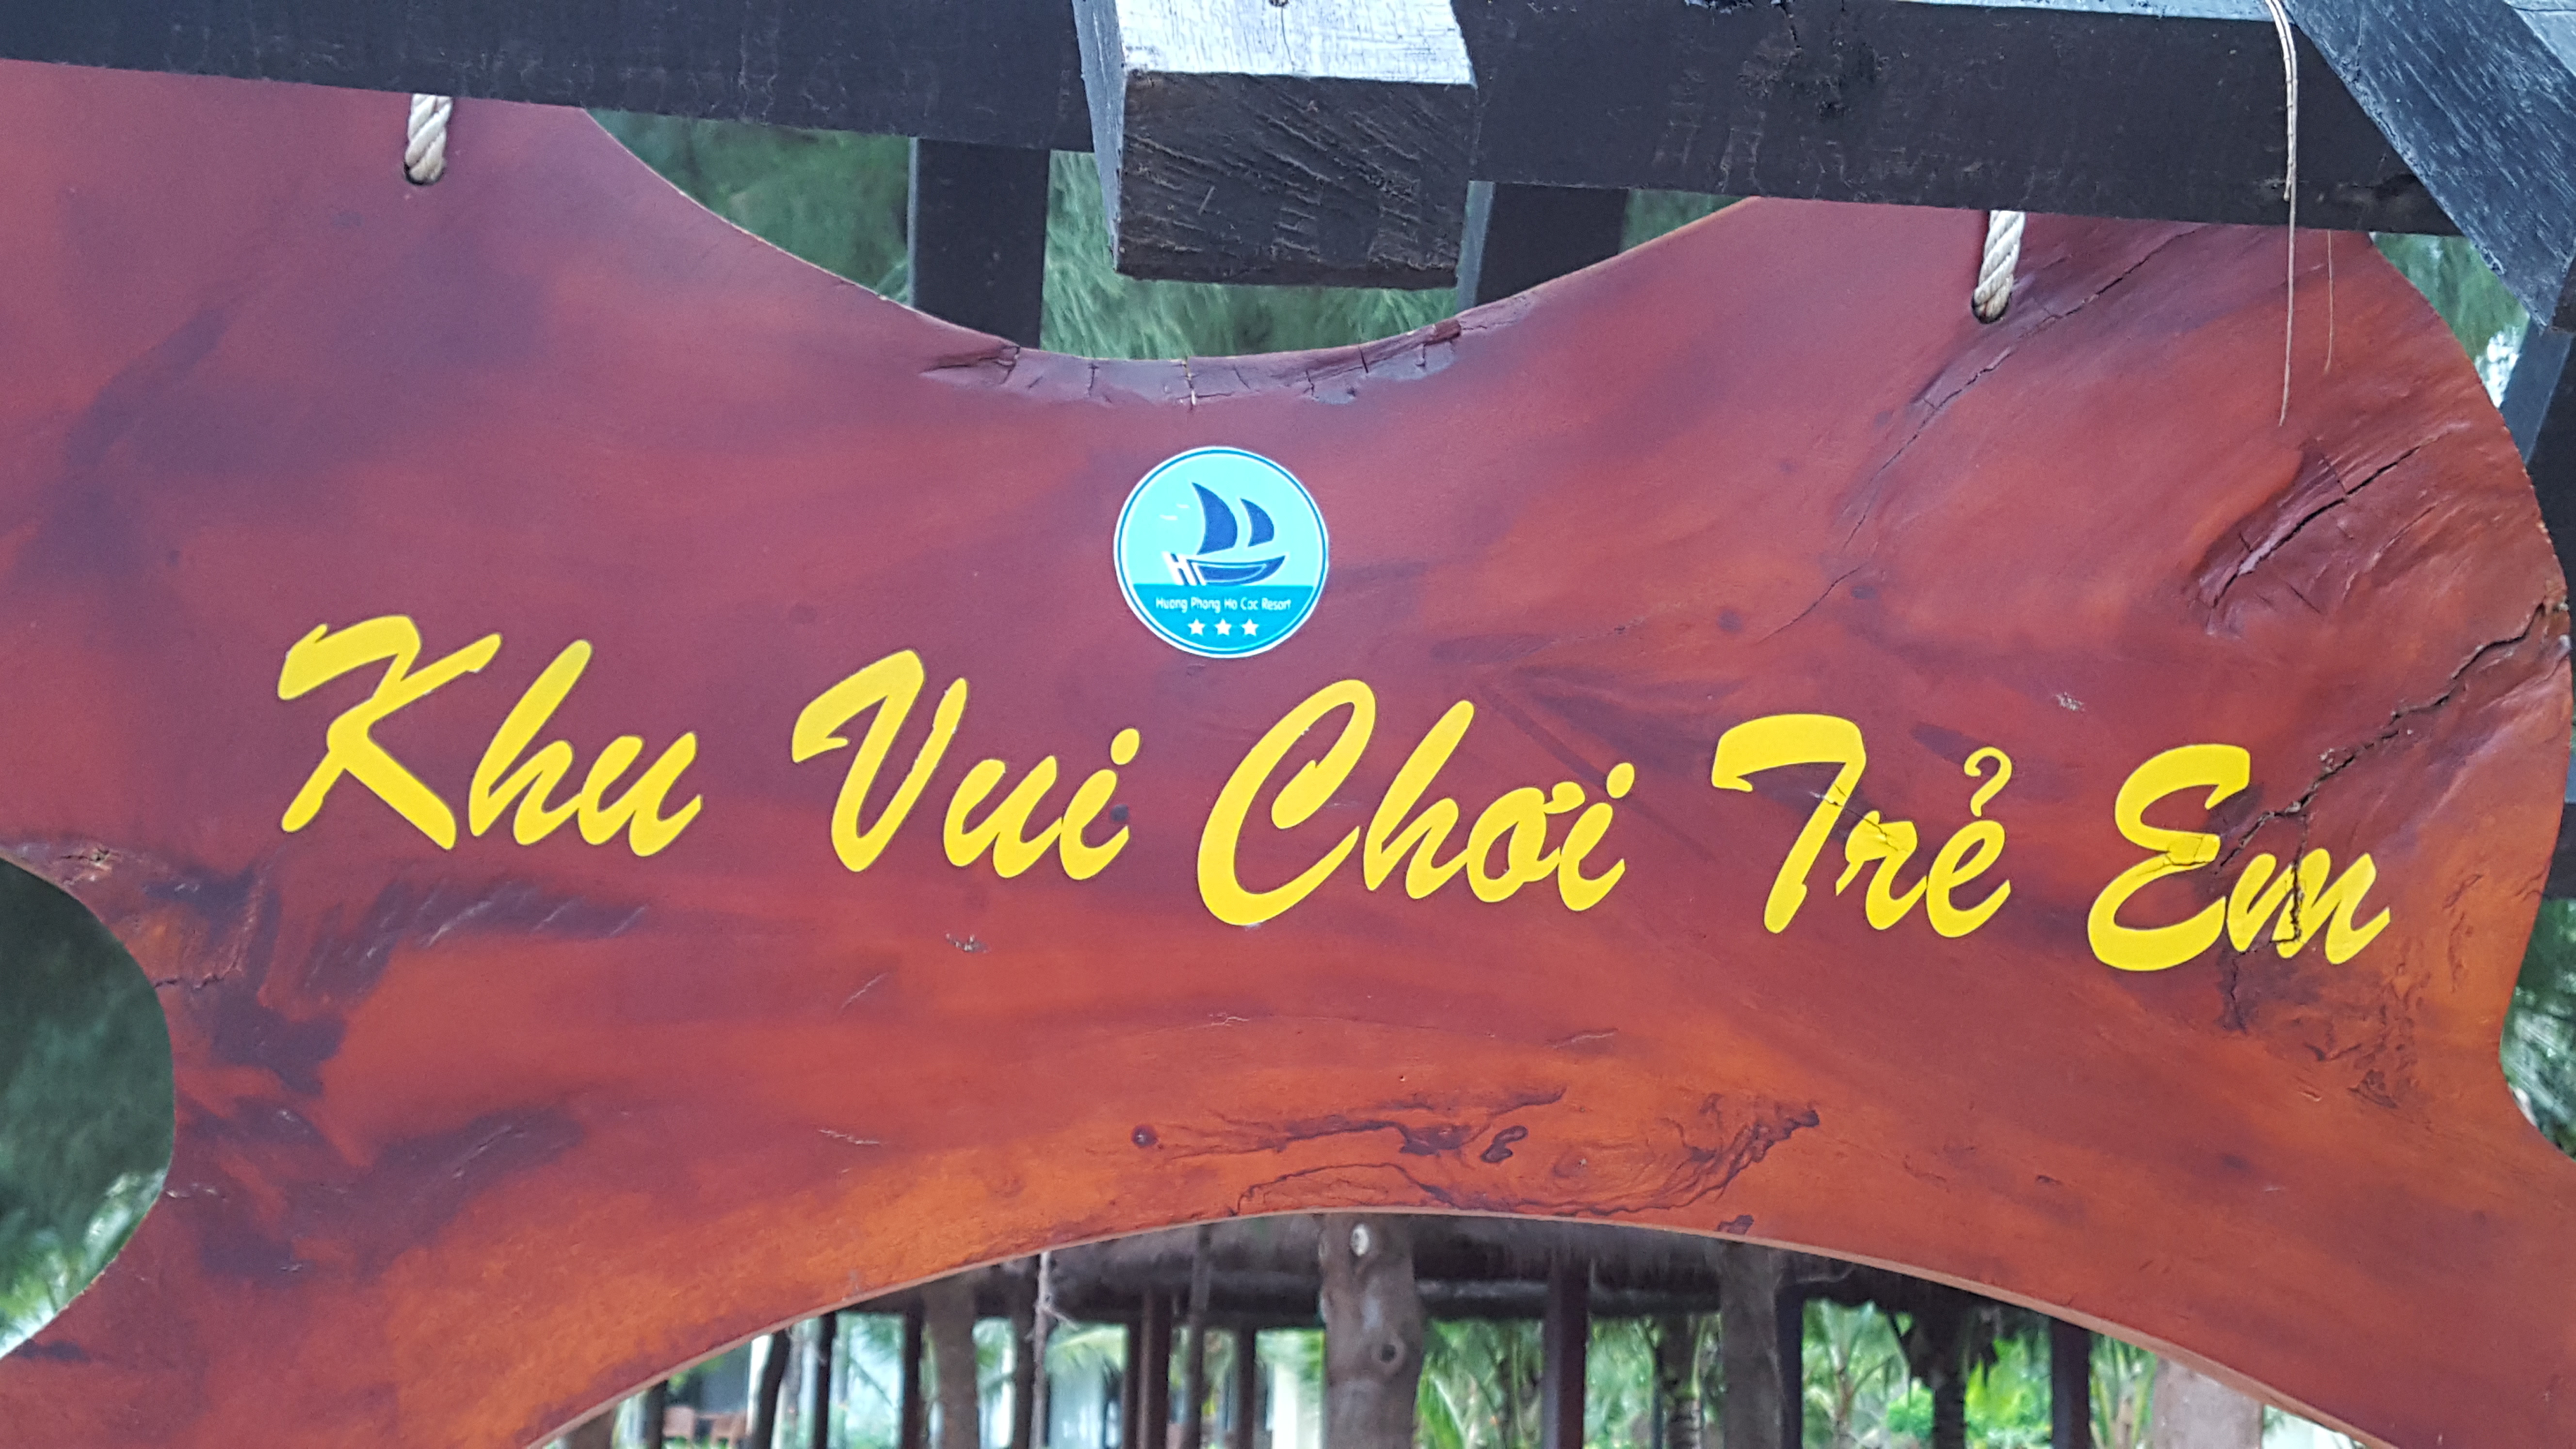 Huong Phong Ho Coc Resort
Khu Vui Chơi Trẻ Em